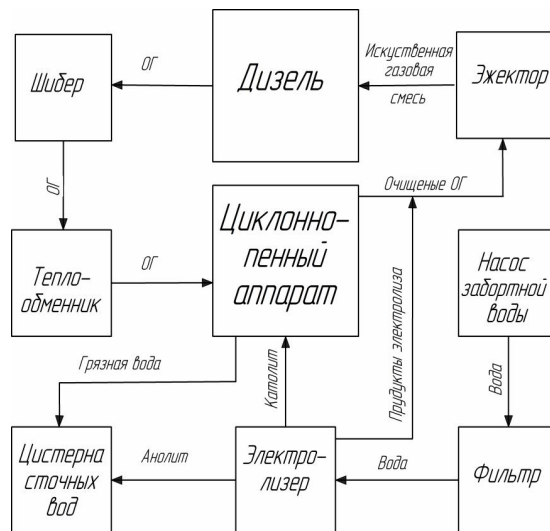 Шибер
ОГ
Дизель
Искуственная
газовая
смесь
Эжектор
ОГ
Очищеные ОГ
Тепло-
обменник
ОГ
Циклонно-
пенный
аппарат
Прудукты электролиза
Насос
забортной
воды
Грязная вода
Католит
Вода
Цистерна
сточных
вод
Анолит
Электро-
лизер
Вода
Фильтр